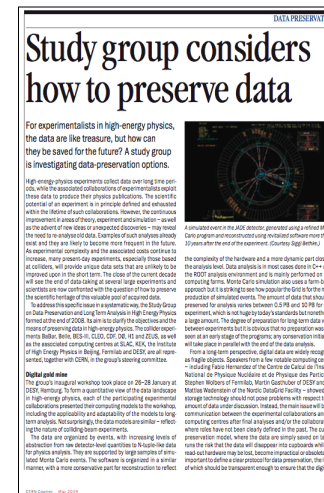 DATA PRESERVAT
Study group considers
how to preserve data
For experimentalists in high-energy physics,
the data are like treasure, but how can
they be saved for the future? A study group
is investigating data-preservation options.
High-energy-physics experiments collect data over long time peri-
ods, while the associated collaborations of experimentalists exploit
these data to produce their physics publications. The scientific
potential of an experiment is in principle defined and exhausted
within the lifetime of such collaborations. However, the continuous
improvement in areas of theory, experiment and simulation – as well
as the advent of new ideas or unexpected discoveries – may reveal
the need to re-analyse old data. Examples of such analyses already
exist and they are likely to become more frequent in the future.
As experimental complexity and the associated costs continue to
increase, many present-day experiments, especially those based
at colliders, will provide unique data sets that are unlikely to be
improved upon in the short term. The close of the current decade
will see the end of data-taking at several large experiments and
scientists are now confronted with the question of how to preserve
the scientific heritage of this valuable pool of acquired data.
To address this specific issue in a systematic way, the Study Group
on Data Preservation and Long Term Analysis in High Energy Physics
formed at the end of 2008. Its aim is to clarify the objectives and the
means of preserving data in high-energy physics. The collider experi-
ments BaBar, Belle, BES-III, CLEO, CDF, D0, H1 and ZEUS, as well
as the associated computing centres at SLAC, KEK, the Institute
of High Energy Physics in Beijing, Fermilab and DESY, are all repre-
sented, together with CERN, in the group's steering committee.
Digital gold mine
The group's inaugural workshop took place on 26–28 January at
DESY, Hamburg. To form a quantitative view of the data landscape
in high-energy physics, each of the participating experimental
collaborations presented their computing models to the workshop,
including the applicability and adaptability of the models to long-
term analysis. Not surprisingly, the data models are similar – reflect-
ing the nature of colliding-beam experiments.
The data are organized by events, with increasing levels of
abstraction from raw detector-level quantities to N-tuple-like data
for physics analysis. They are supported by large samples of simu-
lated Monte Carlo events. The software is organized in a similar
manner, with a more conservative part for reconstruction to reflect
A simulated event in the JADE detector, generated using a refined M
Carlo program and reconstructed using revitalized software more th
10 years after the end of the experiment. (Courtesy Siggi Bethke.)
the complexity of the hardware and a more dynamic part clos
the analysis level. Data analysis is in most cases done in C++ u
the ROOT analysis environment and is mainly performed on
computing farms. Monte Carlo simulation also uses a farm-b
approach but it is striking to see how popular the Grid is for the m
production of simulated events. The amount of data that shou
preserved for analysis varies between 0.5 PB and 10 PB for
experiment, which is not huge by today's standards but nonethe
a large amount. The degree of preparation for long-term data v
between experiments but it is obvious that no preparation was
seen at an early stage of the programs; any conservation initiat
will take place in parallel with the end of the data analysis.
From a long-term perspective, digital data are widely recogn
as fragile objects. Speakers from a few notable computing ce
– including Fabio Hernandez of the Centre de Calcul de l'Ins
National de Physique Nucléaire et de Physique des Partic
Stephen Wolbers of Fermilab, Martin Gasthuber of DESY and
Mattias Wadenstein of the Nordic DataGrid Facility – showed
storage technology should not pose problems with respect t
amount of data under discussion. Instead, the main issue will b
communication between the experimental collaborations an
computing centres after final analyses and/or the collabora
where roles have not been clearly defined in the past. The cu
preservation model, where the data are simply saved on ta
runs the risk that the data will disappear into cupboards whil
read-out hardware may be lost, become impractical or obsolete
important to define a clear protocol for data preservation, the i
of which should be transparent enough to ensure that the digi
CERN Courier May 2009